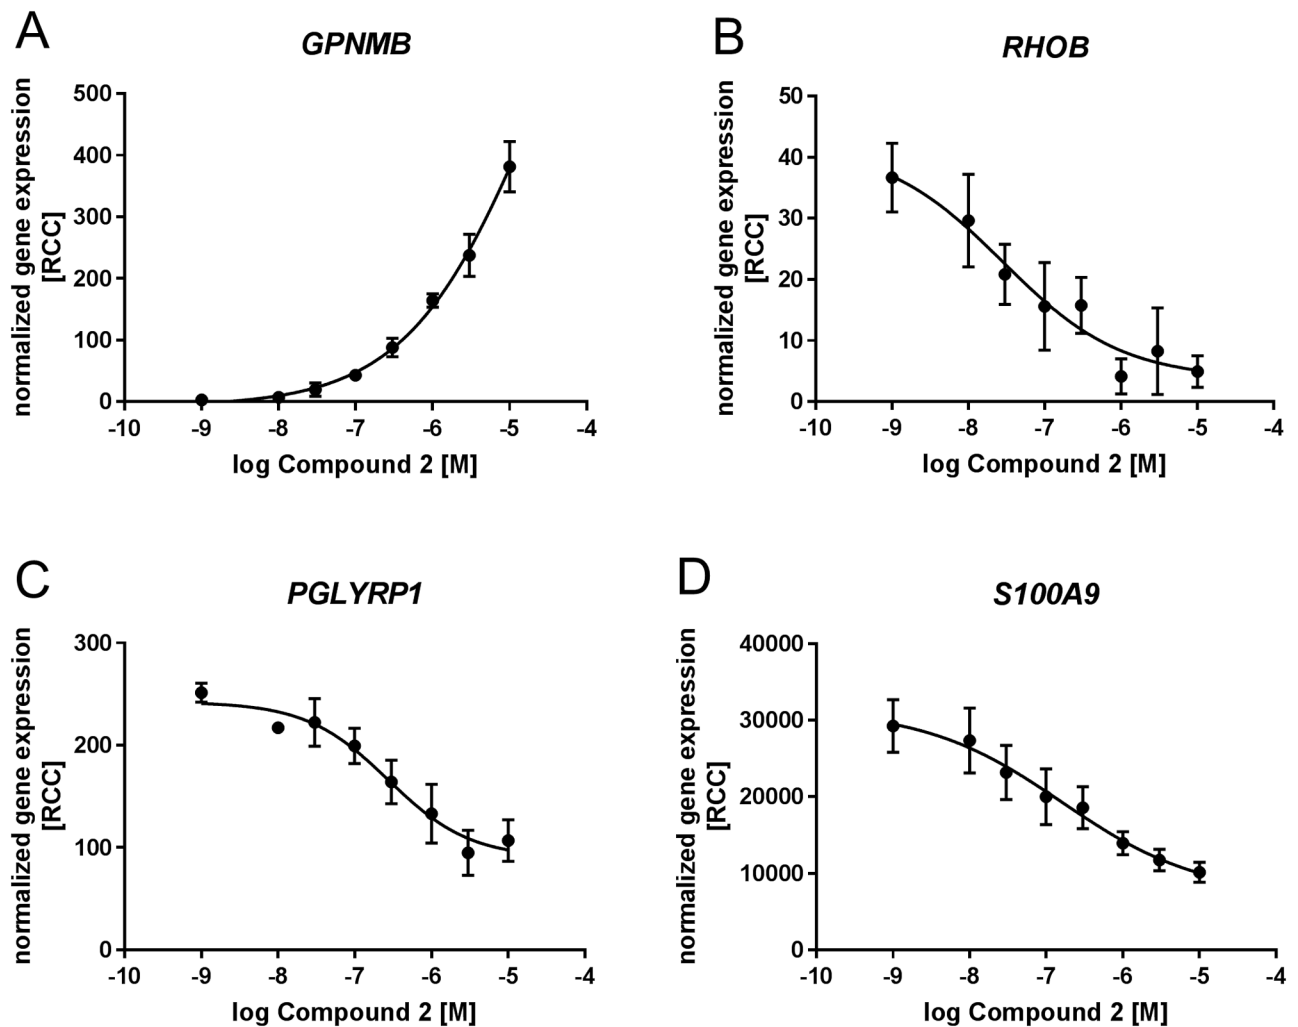 A
GPNMB
normalized gene expression
[RCC]
500
400
300
200
100
0
-10
-9
-8
-7
-6
-5
-4
log Compound 2 [M]
B
RHOB
normalized gene expression
[RCC]
50
40
30
20
10
0
-10
-9
-8
-7
-6
-5
-4
log Compound 2 [M]
C
PGLYRP1
normalized gene expression
[RCC]
300
200
100
0
-10
-9
-8
-7
-6
-5
-4
log Compound 2 [M]
D
S100A9
normalized gene expression
[RCC]
40000
30000
20000
10000
0
-10
-9
-8
-7
-6
-5
-4
log Compound 2 [M]